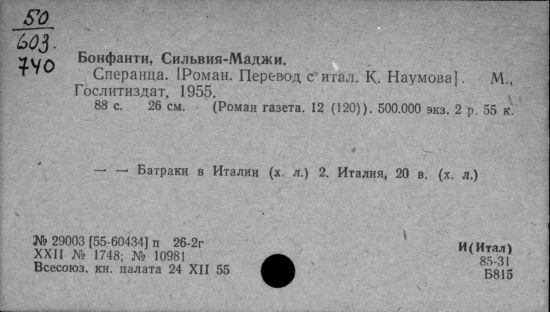 50
603.
740
Бонфанти, Сильвия-Маджи.
Сперанца. [Роман. Перевод с итал. К. Наумова]. М.,
Гослитиздат, 1955.
88 с. 26 см. (Роман газета. 12 (120)). 500.000 экз. 2 р. 55 к.
— — Батраки в Италии (х. л.) 2. Италия, 20 в. (х. л.)
№ 29003 [55-60434] п 26-2г
XXII № 1748; № 10981
Всесоюз. кн. палата 24 XII 55
И(Итал)
85-31
Б815